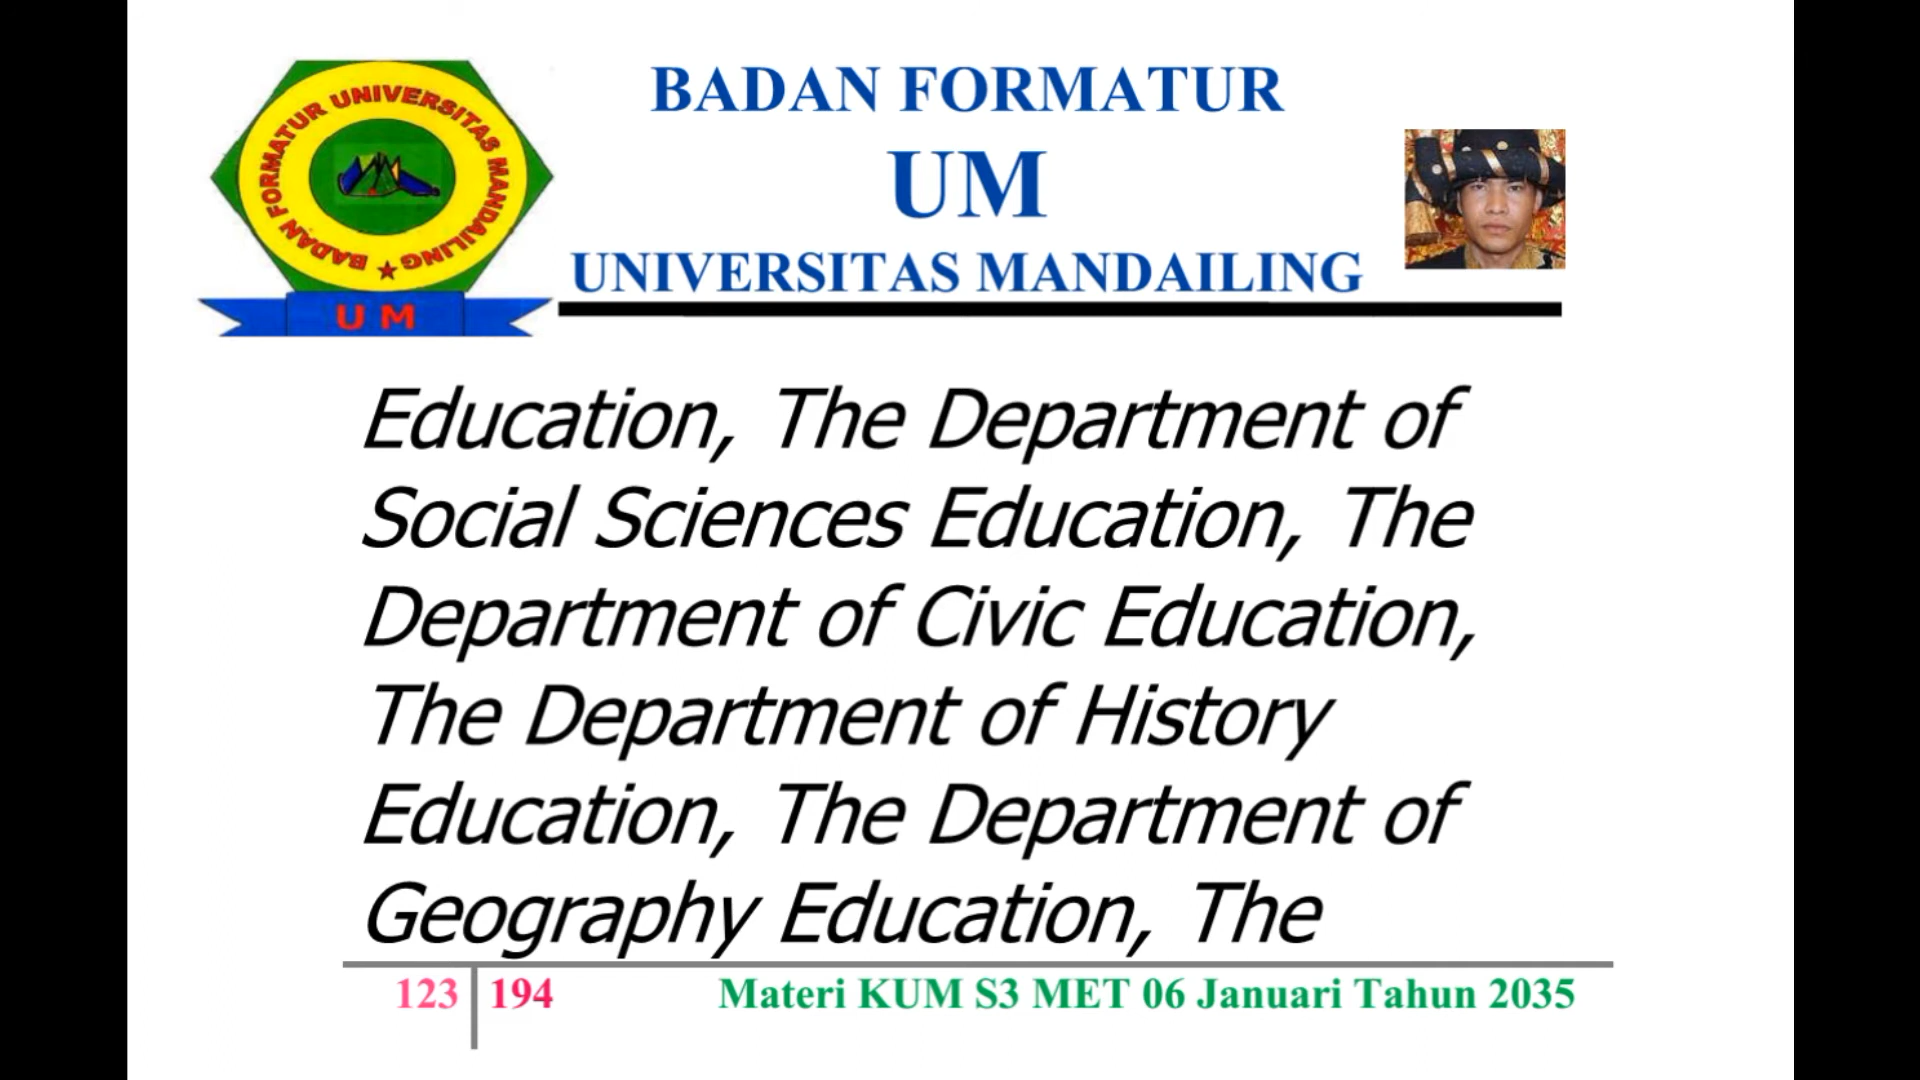 BADAN FORMATUR UNIVERSITAS MANDAILING
U M
BADAN FORMATUR
UM
UNIVERSITAS MANDAILING
Education, The Department of
Social Sciences Education, The
Department of Civic Education,
The Department of History
Education, The Department of
Geography Education, The
123 194 Materi KUM S3 MET 06 Januari Tahun 2035